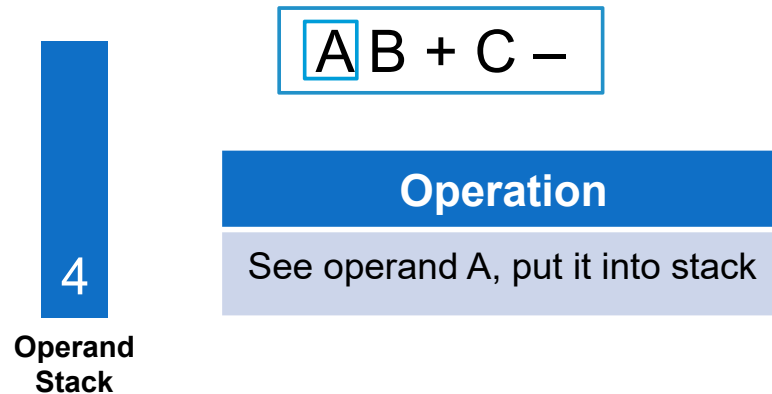 A B + C –
Operation
See operand A, put it into stack
4
Operand
Stack